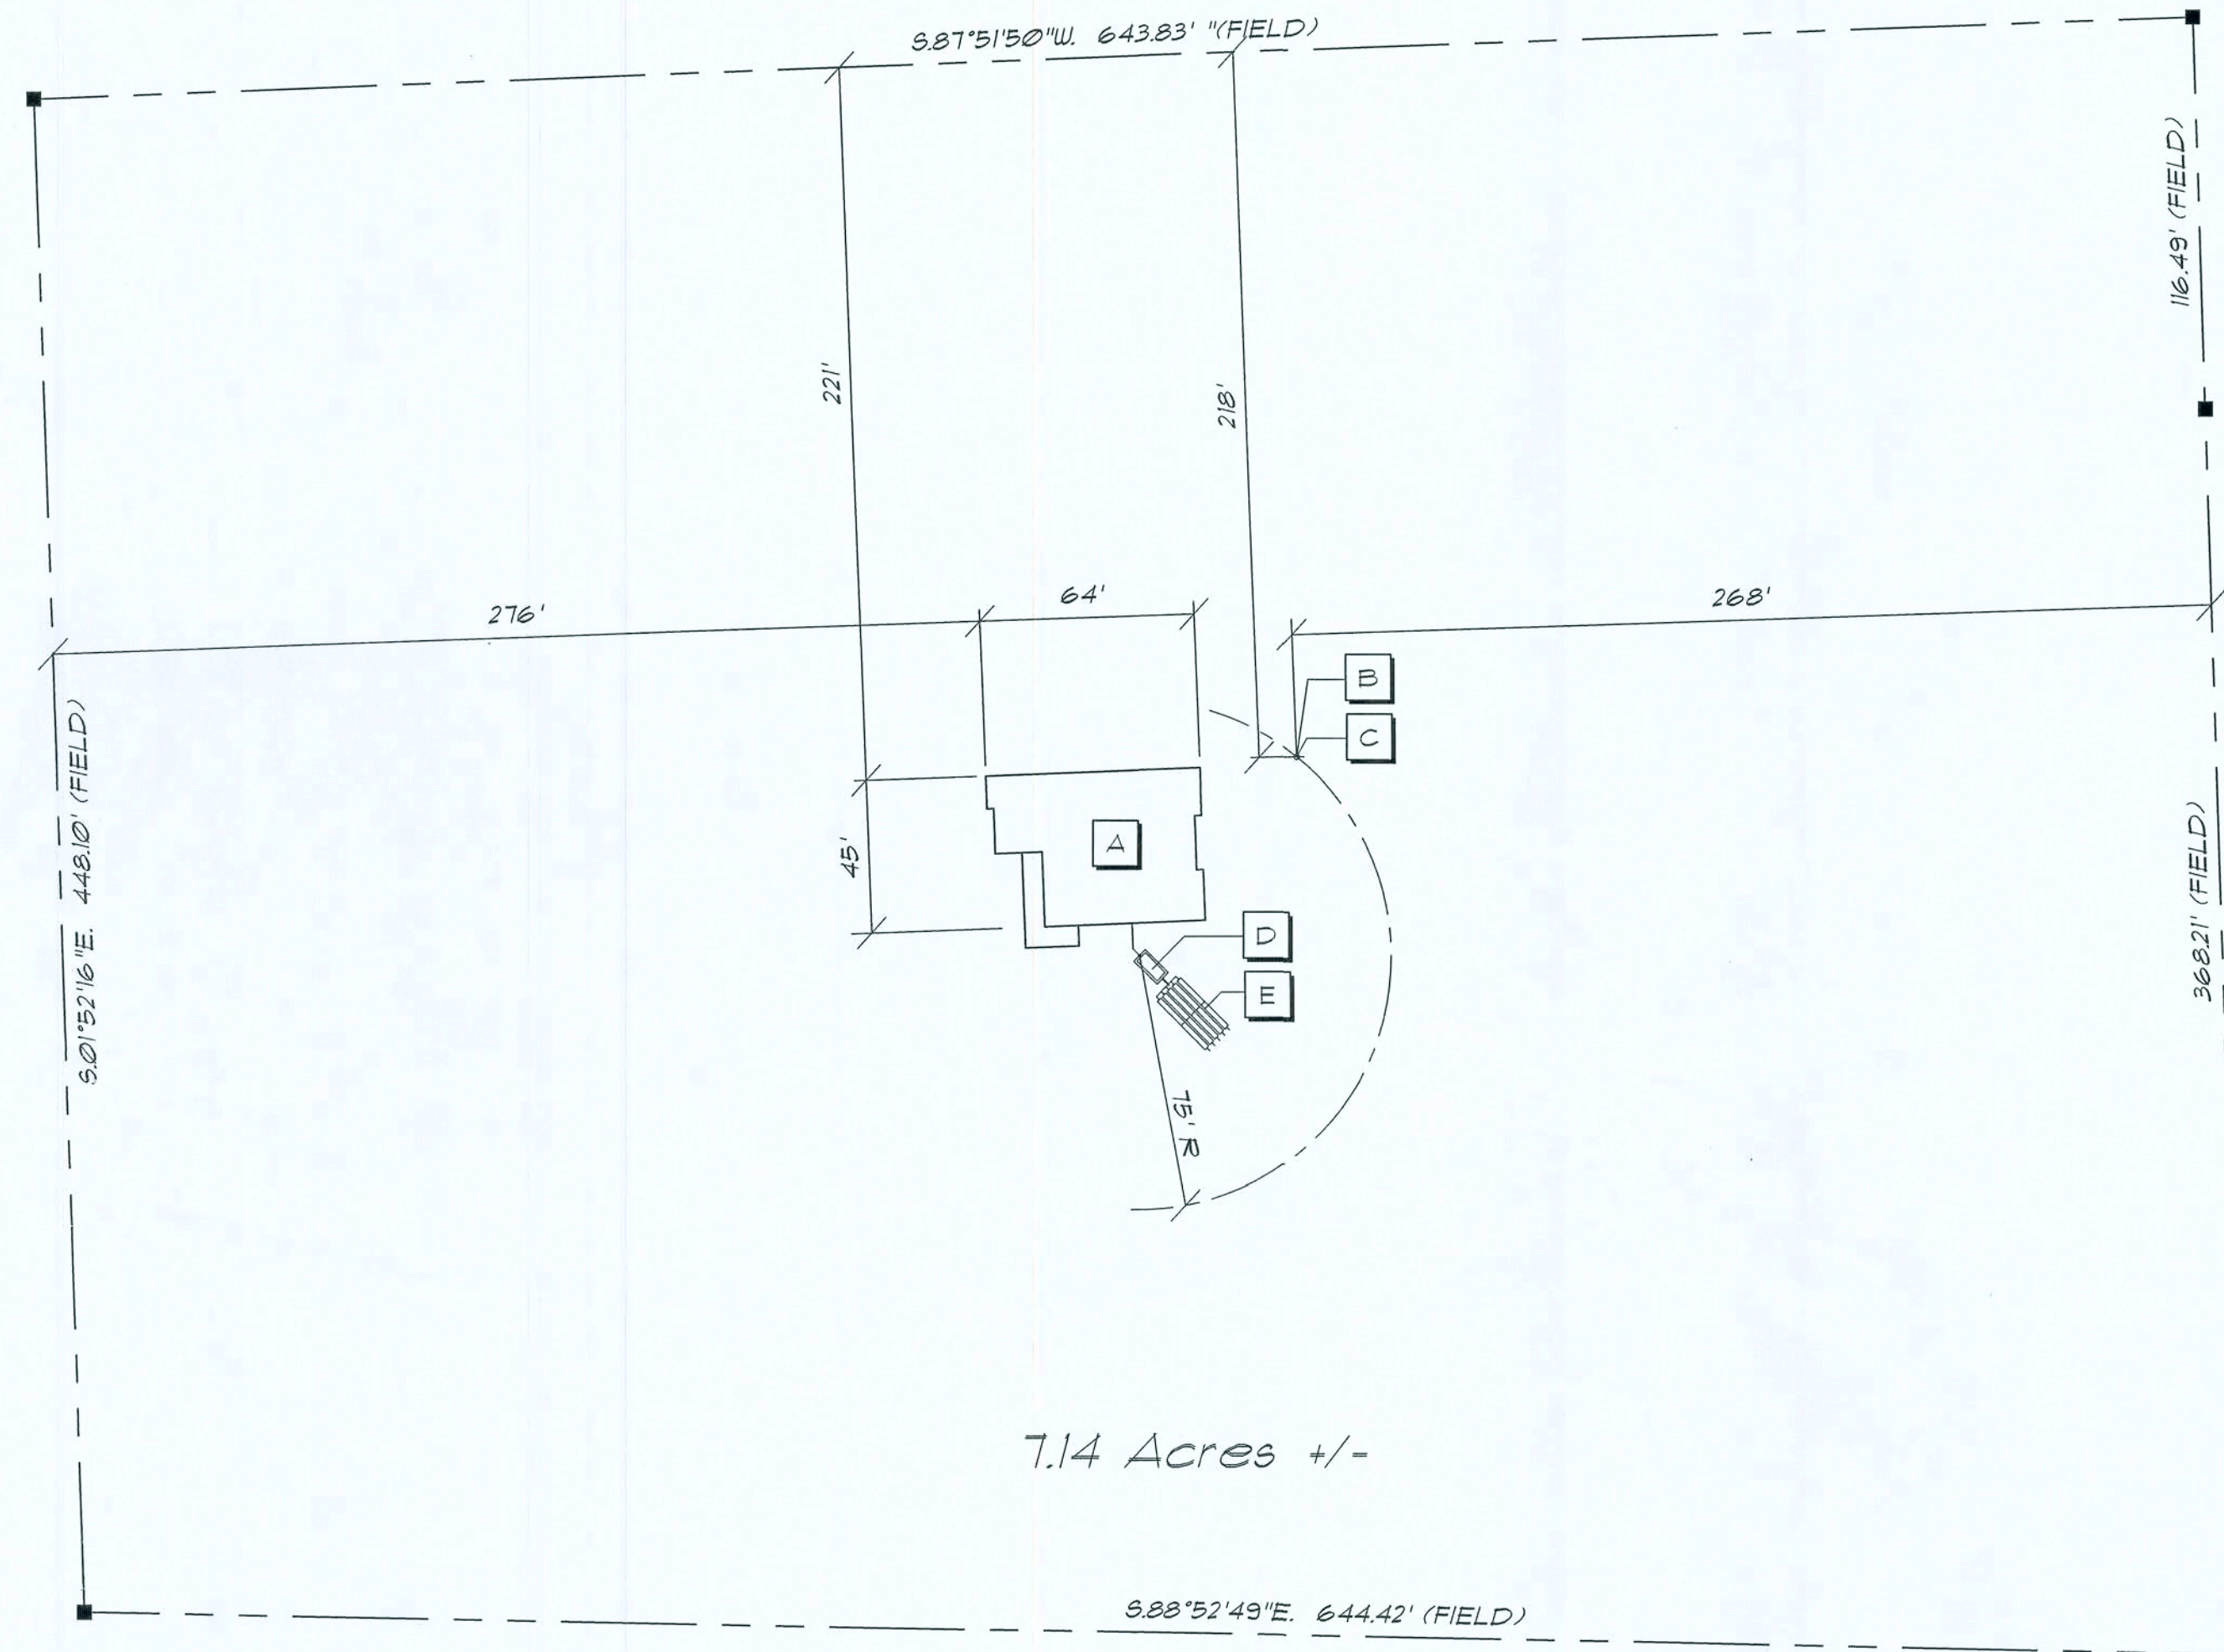 S.87°51'50"W. 643.83' "(FIELD)
116.49' (FIELD)
221'
218'
276'
64'
268'
B
C
S.01°52'16"E. 448.10' (FIELD)
45'
A
368.21' (FIELD)
D
E
75' R
7.14 Acres +/-
S.88°52'49"E. 644.42' (FIELD)